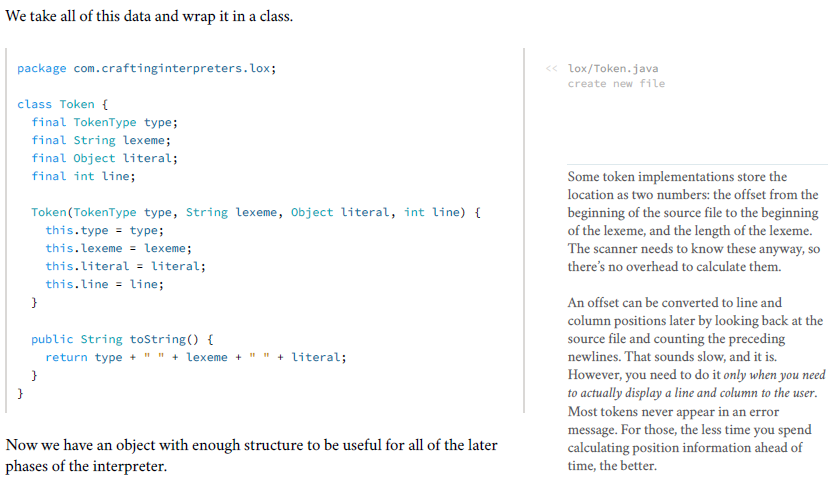 We take all of this data and wrap it in a class.
package com.craftinginterpreters.lox;
class Token {
  final TokenType type;
  final String lexeme;
  final Object literal;
  final int line;
  Token(TokenType type, String lexeme, Object literal, int line) {
    this.type = type;
    this.lexeme = lexeme;
    this.literal = literal;
    this.line = line;
  }
  public String toString() {
    return type + " " + lexeme + " " + literal;
  }
}
Now we have an object with enough structure to be useful for all of the later
phases of the interpreter.
<< lox/Token.java
create new file
Some token implementations store the
location as two numbers: the offset from the
beginning of the source file to the beginning
of the lexeme, and the length of the lexeme.
The scanner needs to know these anyway, so
there’s no overhead to calculate them.
An offset can be converted to line and
column positions later by looking back at the
source file and counting the preceding
newlines. That sounds slow, and it is.
However, you need to do it only when you need
to actually display a line and column to the user.
Most tokens never appear in an error
message. For those, the less time you spend
calculating position information ahead of
time, the better.